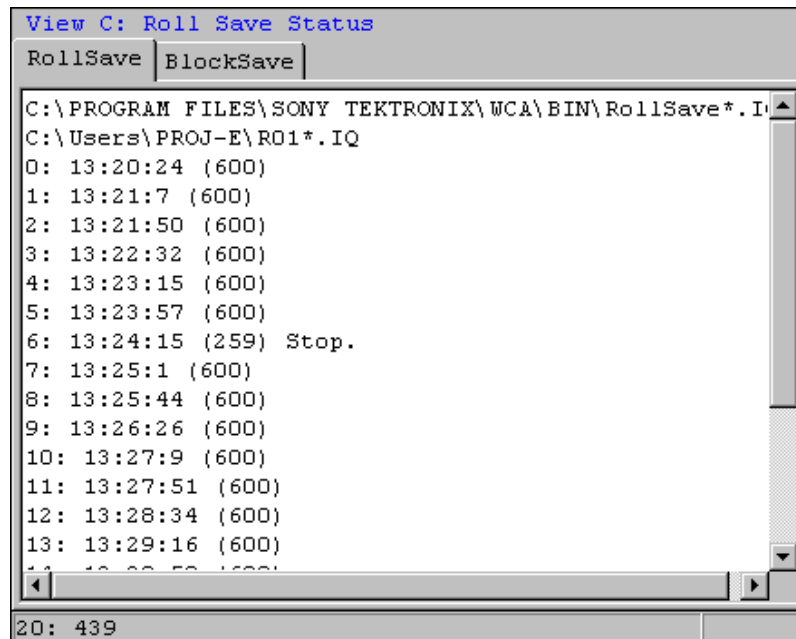 View C: Roll Save Status
RollSave BlockSave
C:\PROGRAM FILES\SONY TEKTRONIX\WCA\BIN\RollSave*.I
C:\Users\PROJ-E\R01*.IQ
0: 13:20:24 (600)
1: 13:21:7 (600)
2: 13:21:50 (600)
3: 13:22:32 (600)
4: 13:23:15 (600)
5: 13:23:57 (600)
6: 13:24:15 (259) Stop.
7: 13:25:1 (600)
8: 13:25:44 (600)
9: 13:26:26 (600)
10: 13:27:9 (600)
11: 13:27:51 (600)
12: 13:28:34 (600)
13: 13:29:16 (600)
20: 439